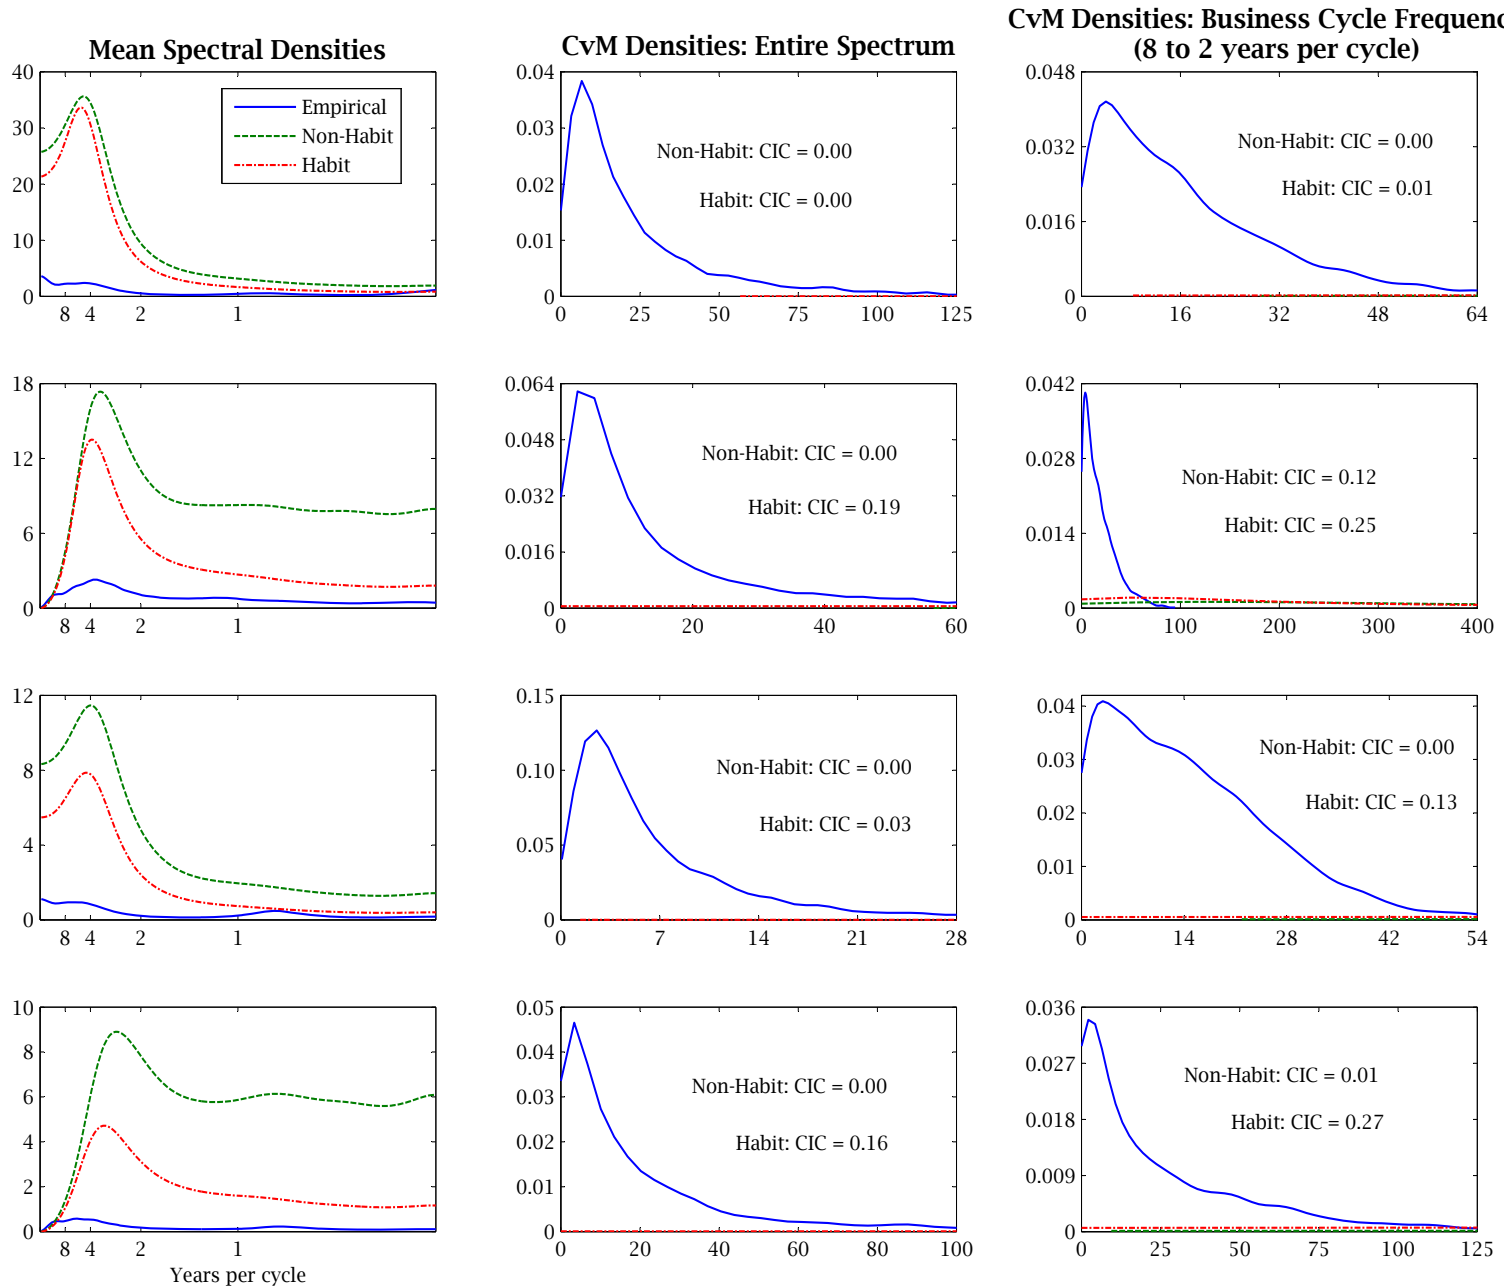 Mean Spectral Densities
CvM Densities: Entire Spectrum
CvM Densities: Business Cycle Frequenc
(8 to 2 years per cycle)
40
30
20
10
0
8 4 2 1
Empirical
Non-Habit
Habit
0.04
0.03
0.02
0.01
0
0 25 50 75 100 125
Non-Habit: CIC = 0.00
Habit: CIC = 0.00
0.048
0.032
0.016
0
0 16 32 48 64
Non-Habit: CIC = 0.00
Habit: CIC = 0.01
18
12
6
0
8 4 2 1
0.064
0.048
0.032
0.016
0
0 20 40 60
Non-Habit: CIC = 0.00
Habit: CIC = 0.19
0.042
0.028
0.014
0
0 100 200 300 400
Non-Habit: CIC = 0.12
Habit: CIC = 0.25
12
8
4
0
8 4 2 1
0.15
0.10
0.05
0
0 7 14 21 28
Non-Habit: CIC = 0.00
Habit: CIC = 0.03
0.04
0.03
0.02
0.01
0
0 14 28 42 54
Non-Habit: CIC = 0.00
Habit: CIC = 0.13
10
8
6
4
2
0
8 4 2 1
Years per cycle
0.05
0.04
0.03
0.02
0.01
0
0 20 40 60 80 100
Non-Habit: CIC = 0.00
Habit: CIC = 0.16
0.036
0.027
0.018
0.009
0
0 25 50 75 100 125
Non-Habit: CIC = 0.01
Habit: CIC = 0.27